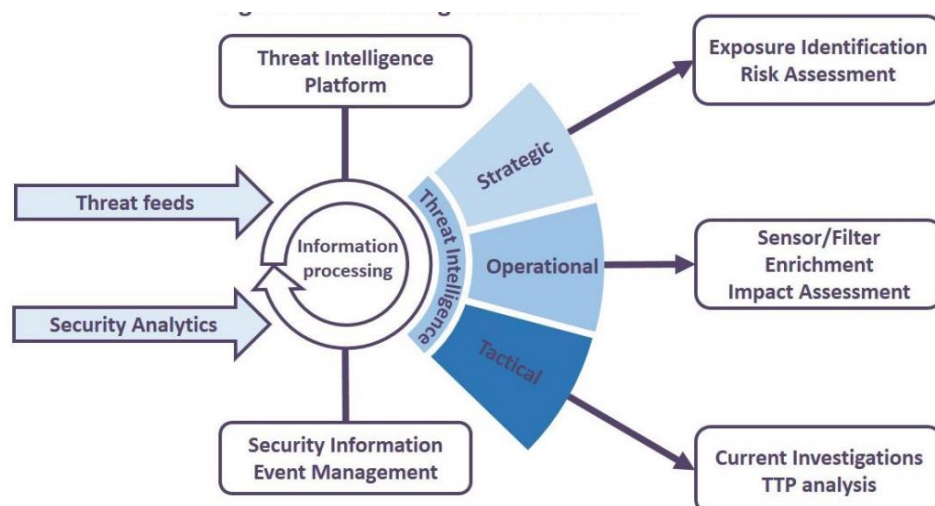 Threat Intelligence
Platform
Exposure Identification
Risk Assessment
Strategic
Threat feeds
Information
processing
Threat Intelligence
Operational
Sensor/Filter
Enrichment
Impact Assessment
Security Analytics
Tactical
Security Information
Event Management
Current Investigations
TTP analysis